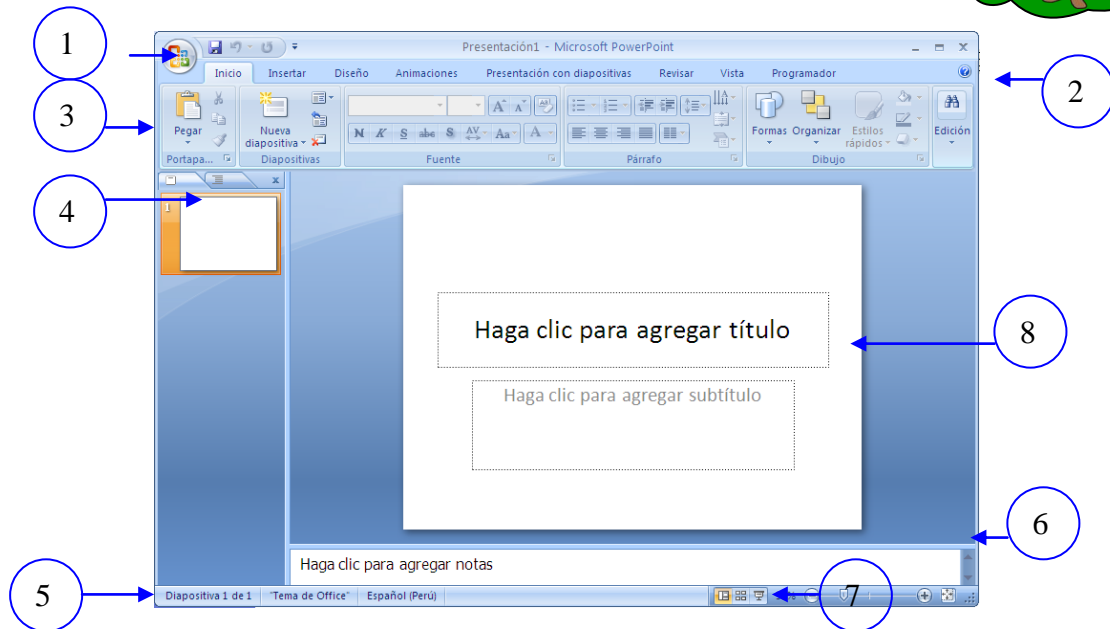 1
Presentación1 - Microsoft PowerPoint
Inicio Insertar Diseño Animaciones Presentación con diapositivas Revisar Vista Programador
2
3
Pegar
Nueva
diapositiva
Formas Organizar Estilos
rápidos
Edición
N K S abc S AV Aa A
Portapa... Diapositivas Fuente Párrafo Dibujo
4
1
Haga clic para agregar título
8
Haga clic para agregar subtítulo
6
Haga clic para agregar notas
5
Diapositiva 1 de 1 "Tema de Office" Español (Perú)
7